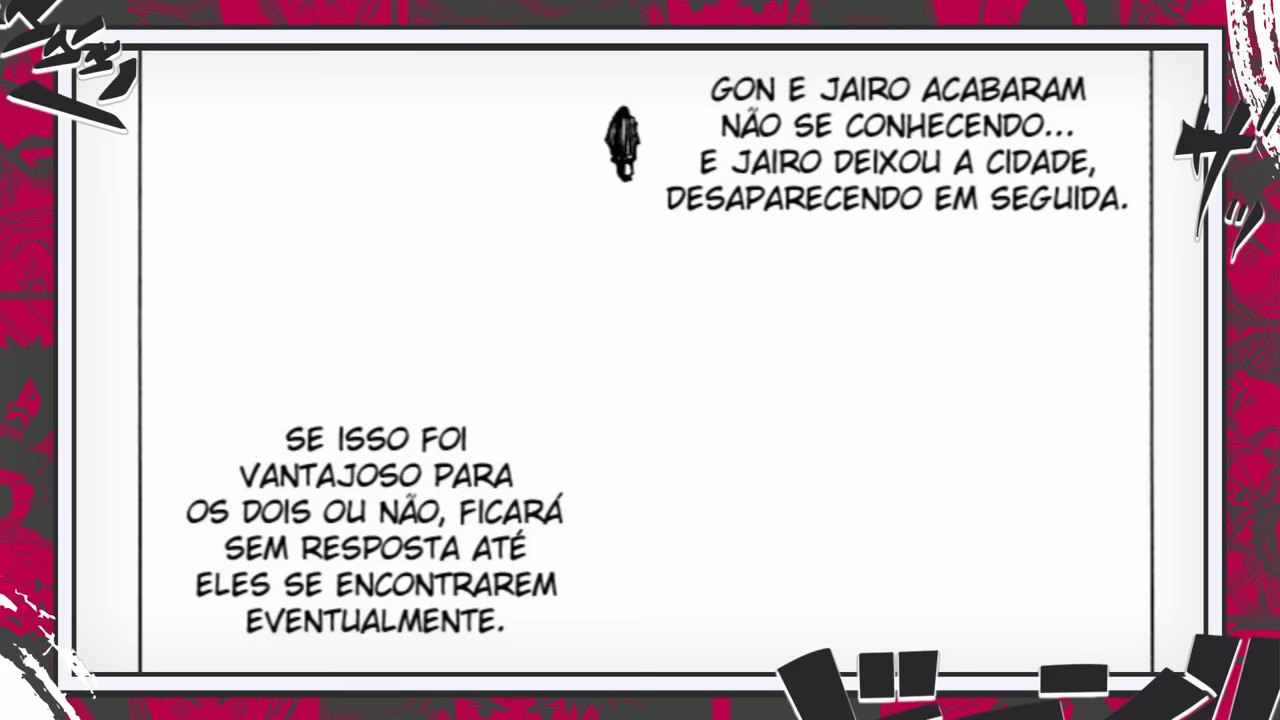 GON E JAIRO ACABARAM
NÃO SE CONHECENDO...
E JAIRO DEIXOU A CIDADE,
DESAPARECENDO EM SEGUIDA.
SE ISSO FOI
VANTAJOSO PARA
OS DOIS OU NÃO, FICARÁ
SEM RESPOSTA ATÉ
ELES SE ENCONTRAREM
EVENTUALMENTE.